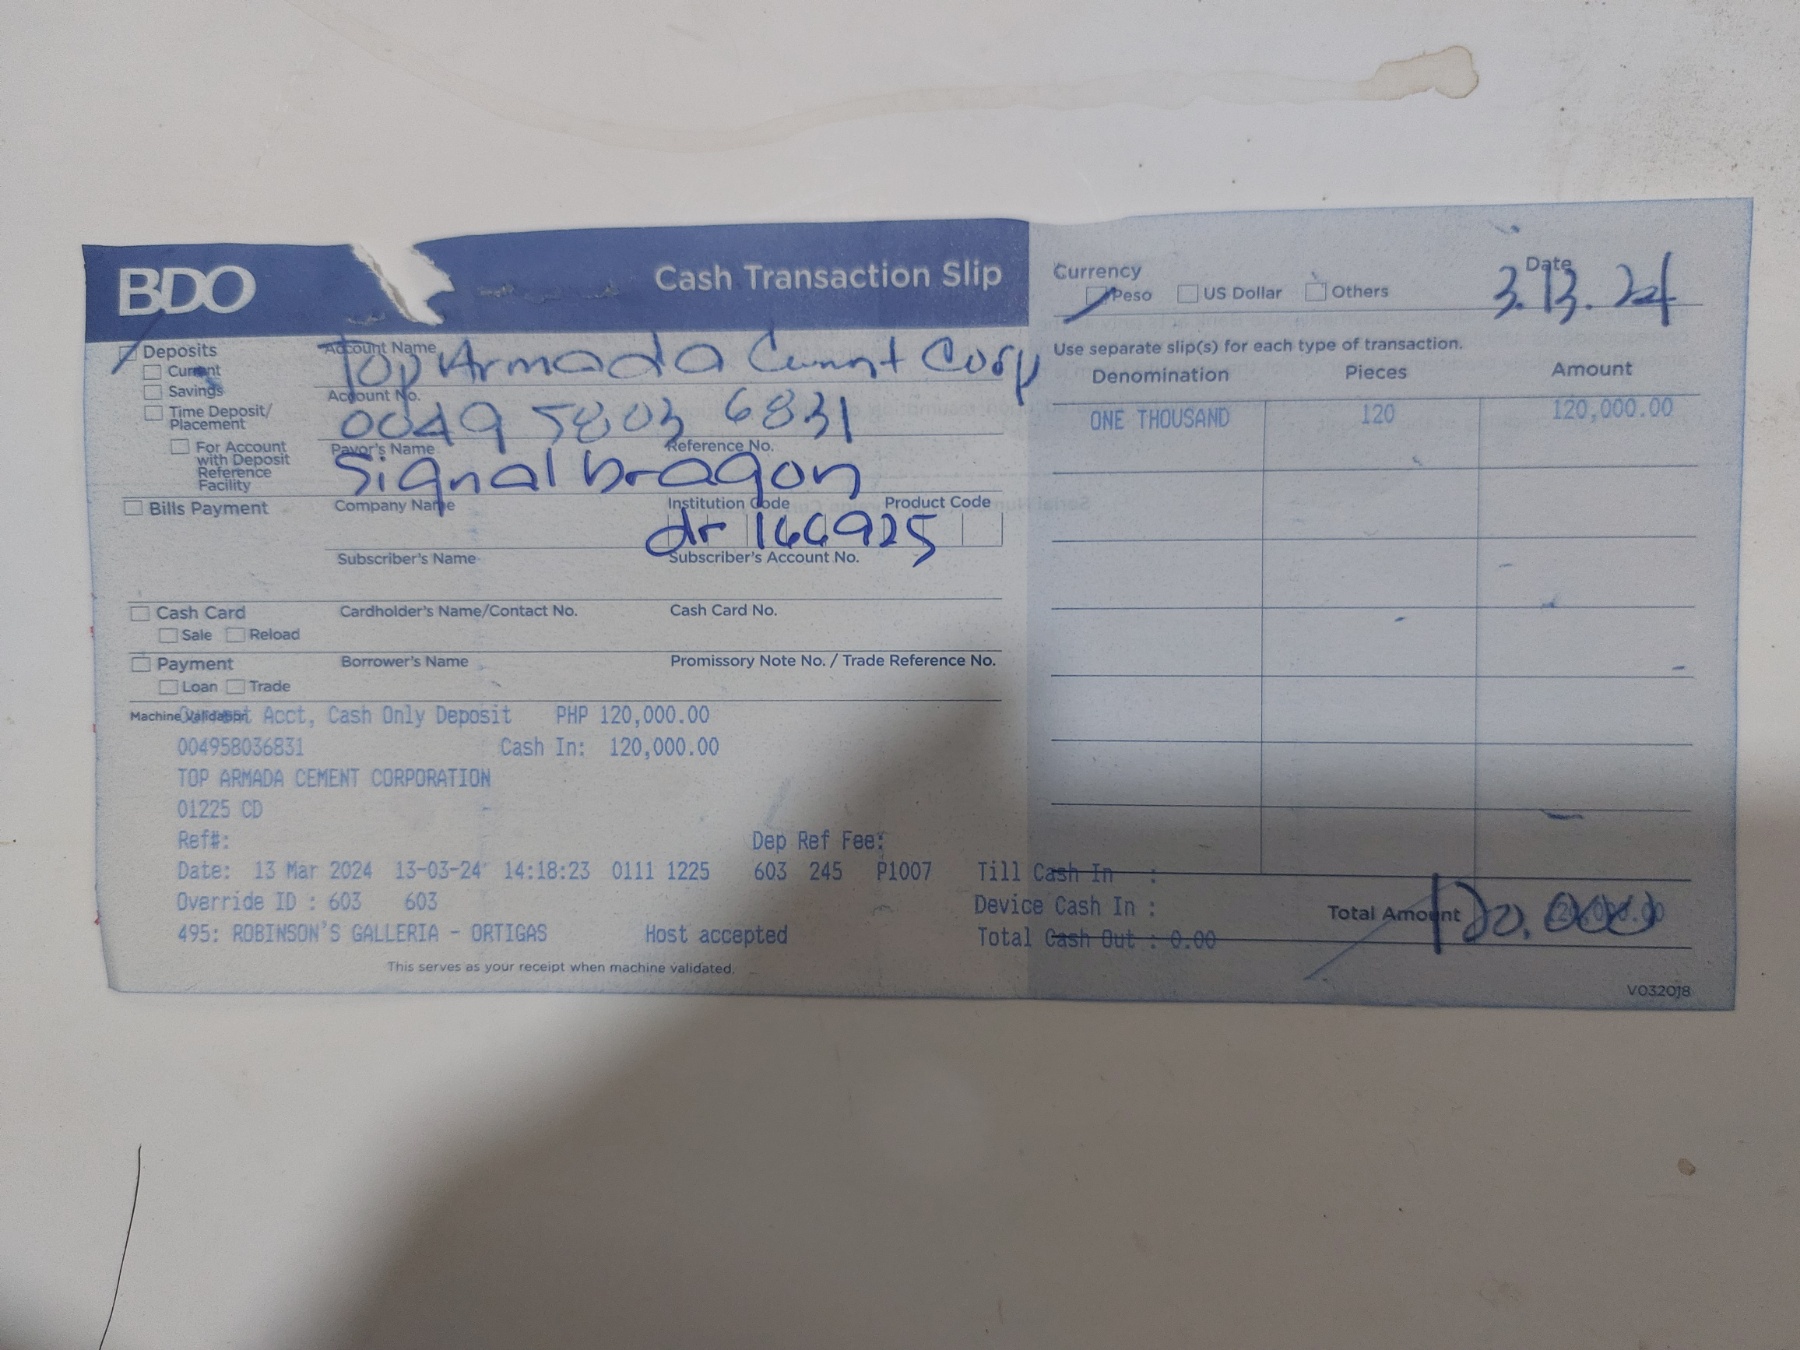 BDO
Cash Transaction Slip
Deposits
Current
Savings
Time Deposit/
Placement
For Account
with Deposit
Reference
Facility
Account Name
Top Armada Cement Corp
Account No.
0049 5803 6831
Payor's Name
Reference No.
Signal Dragon
Bills Payment
Company Name
Institution Code
Product Code
dr 166925
Subscriber's Name
Subscriber's Account No.
Cash Card
Cardholder's Name/Contact No.
Cash Card No.
Sale
Reload
Payment
Borrower's Name
Promissory Note No. / Trade Reference No.
Loan
Trade
Machine Validation
Current Acct, Cash Only Deposit PHP 120,000.00
004958036831 Cash In: 120,000.00
TOP ARMADA CEMENT CORPORATION
01225 CD
Ref#: Dep Ref Fee:
Date: 13 Mar 2024 13-03-24 14:18:23 0111 1225 603 245 P1007
Override ID : 603 603
495: ROBINSON'S GALLERIA - ORTIGAS Host accepted
This serves as your receipt when machine validated.
Currency
Peso
US Dollar
Others
Date
3.13.24
Use separate slip(s) for each type of transaction.
Denomination Pieces Amount
ONE THOUSAND 120 120,000.00
Till Cash In :
Device Cash In :
Total Cash Out : 0.00
Total Amount 120,000
V032018